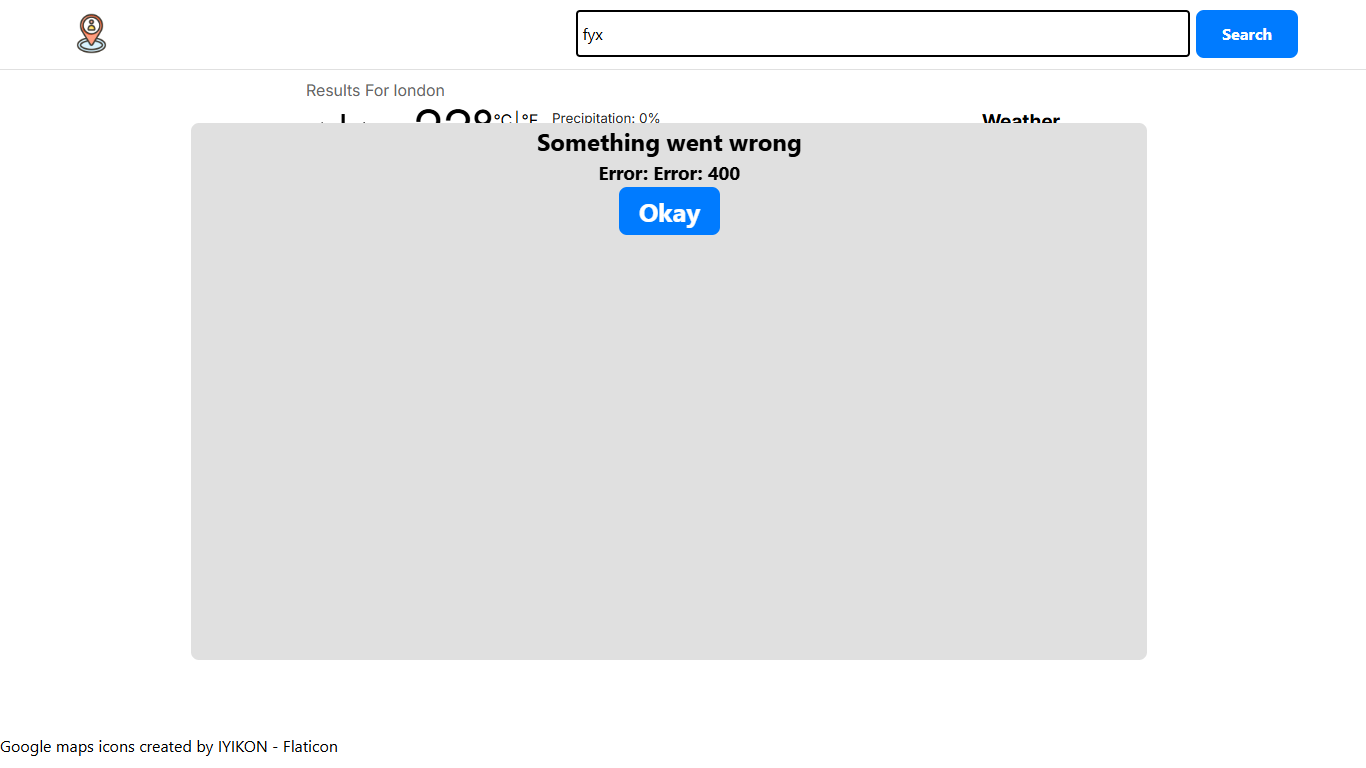 fyx
Search
Results For london
°C | °F
Precipitation: 0%
Weather
Something went wrong
Error: Error: 400
Okay
Google maps icons created by IYIKON - Flaticon